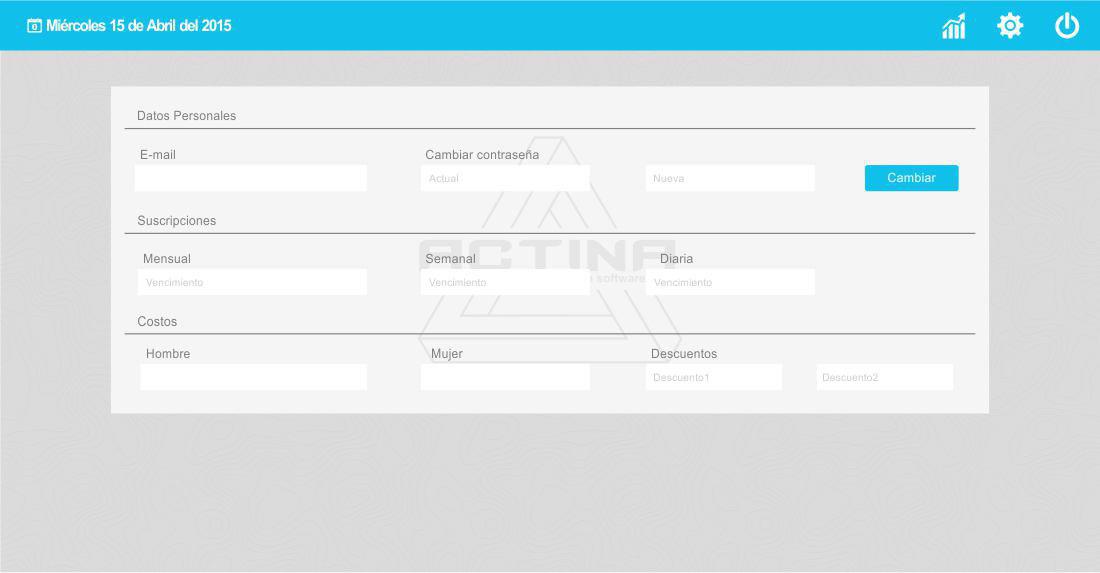 Miércoles 15 de Abril del 2015
Datos Personales
E-mail
Cambiar contraseña
Actual
Nueva
Cambiar
Suscripciones
ACTINA
software
Mensual
Semanal
Diaria
Vencimiento
Vencimiento
Vencimiento
Costos
Hombre
Mujer
Descuentos
Descuento1
Descuento2